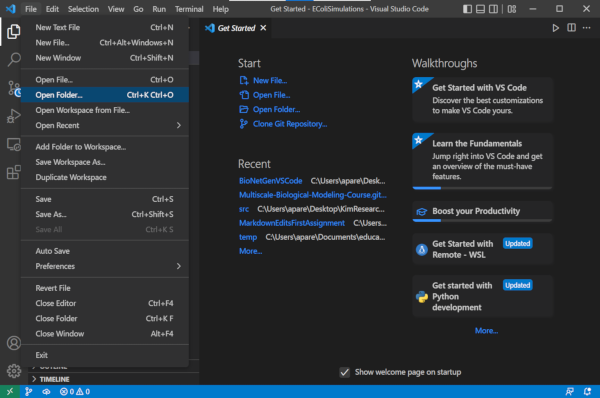 File Edit Selection View Go Run Terminal Help
Get Started - EColiSimulations - Visual Studio Code
New Text File Ctrl+N
New File... Ctrl+Alt+Windows+N
New Window Ctrl+Shift+N
Open File... Ctrl+O
Open Folder... Ctrl+K Ctrl+O
Open Workspace from File...
Open Recent
Add Folder to Workspace...
Save Workspace As...
Duplicate Workspace
Save Ctrl+S
Save As... Ctrl+Shift+S
Save All Ctrl+K S
Auto Save
Preferences
Revert File
Close Editor Ctrl+F4
Close Folder Ctrl+K F
Close Window Alt+F4
Exit
OUTLINE
TIMELINE
Get Started
Start
New File...
Open File...
Open Folder...
Clone Git Repository...
Recent
BioNetGenVSCode C:\Users\apare\Desk...
Multiscale-Biological-Modeling-Course.git...
src C:\Users\apare\Desktop\KimResearc...
MarkdownEditsFirstAssignment C:\Users...
temp C:\Users\apare\Documents\educa...
More...
Walkthroughs
Get Started with VS Code
Discover the best customizations
to make VS Code yours.
Learn the Fundamentals
Jump right into VS Code and get
an overview of the must-have
features.
Boost your Productivity
Get Started with
Remote - WSL
Updated
Get started with
Python
development
Updated
More...
Show welcome page on startup
0 0